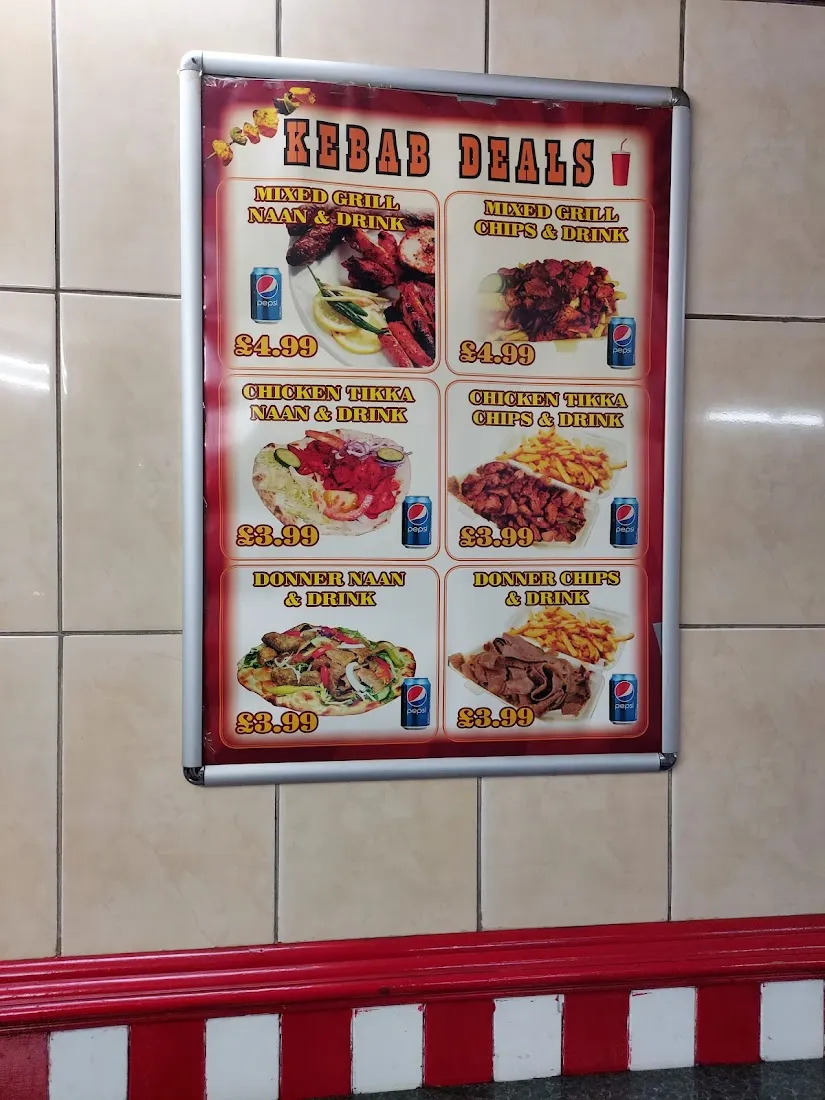 KEBAB DEALS
MIXED GRILL
NAAN & DRINK
pepsi
£4.99
MIXED GRILL
CHIPS & DRINK
pepsi
£4.99
CHICKEN TIKKA
NAAN & DRINK
pepsi
£3.99
CHICKEN TIKKA
CHIPS & DRINK
pepsi
£3.99
DONNER NAAN
& DRINK
pepsi
£3.99
DONNER CHIPS
& DRINK
pepsi
£3.99